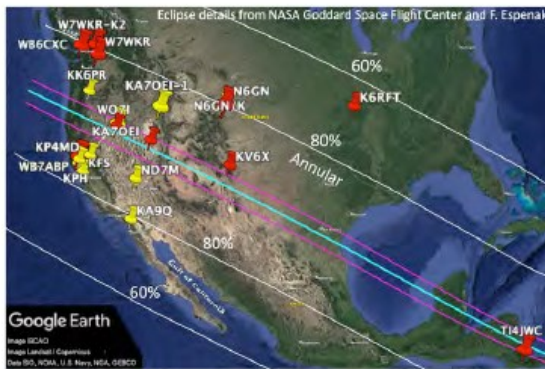 Eclipse details from NASA Goddard Space Flight Center and F. Espenak
W7WKR-K2
WB6CXC
W7WKR
60%
KK6PR
KA7OEI-1
N6GN
N6GN/K
K6RFT
WO7I
80%
KA7OEI
Annular
KP4MD
KFS
WB7ABP
KPH
ND7M
KV6X
KA9Q
80%
Gulf of California
60%
Google Earth
Image IBCAO
Image Landsat / Copernicus
Data SIO, NOAA, U.S. Navy, NGA, GEBCO
TI4JWC